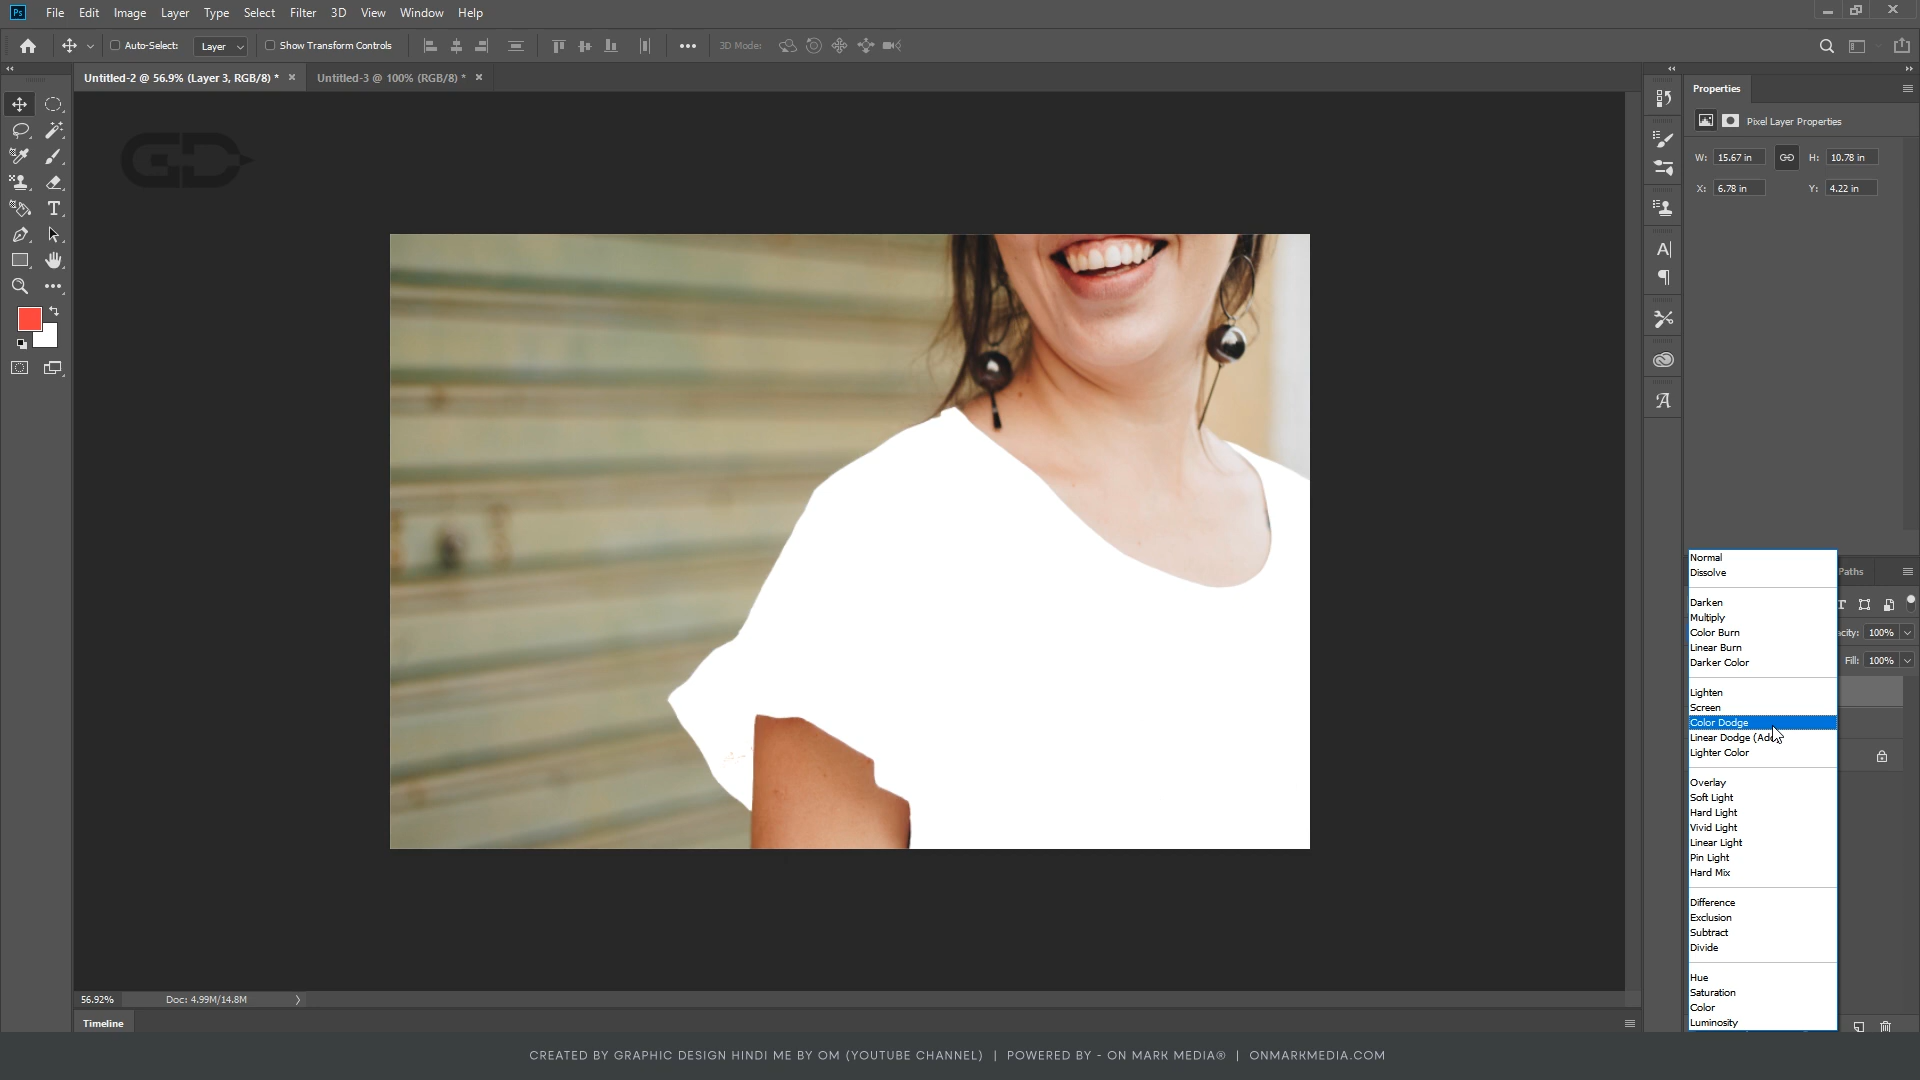 Ps File Edit Image Layer Type Select Filter 3D View Window Help
Auto-Select: Layer Show Transform Controls 3D Mode:
Untitled-2 @ 56.9% (Layer 3, RGB/8) * Untitled-3 @ 100% (RGB/8) *
Properties
Pixel Layer Properties
W: 15.67 in H: 10.78 in
X: 6.78 in Y: 4.22 in
GD
Normal
Paths
Dissolve
Darken
Multiply
Color Burn
acity: 100%
Linear Burn
Darker Color
Fill: 100%
Lighten
Screen
Color Dodge
Linear Dodge (Add)
Lighter Color
Overlay
Soft Light
Hard Light
Vivid Light
Linear Light
Pin Light
Hard Mix
Difference
Exclusion
Subtract
Divide
Hue
Saturation
Color
Luminosity
56.92% Doc: 4.99M/14.8M
Timeline
CREATED BY GRAPHIC DESIGN HINDI ME BY OM (YOUTUBE CHANNEL) | POWERED BY - ON MARK MEDIA® | ONMARKMEDIA.COM